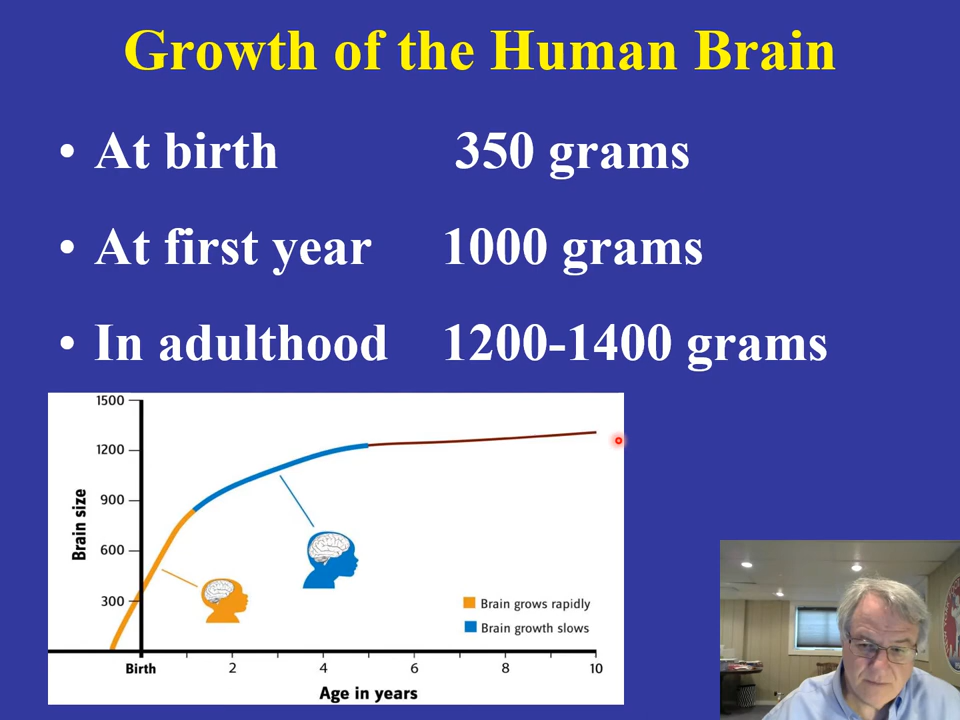 Growth of the Human Brain
• At birth 350 grams
• At first year 1000 grams
• In adulthood 1200-1400 grams
1500
1200
900
600
300
Brain size
Brain grows rapidly
Brain growth slows
Birth 2 4 6 8 10
Age in years